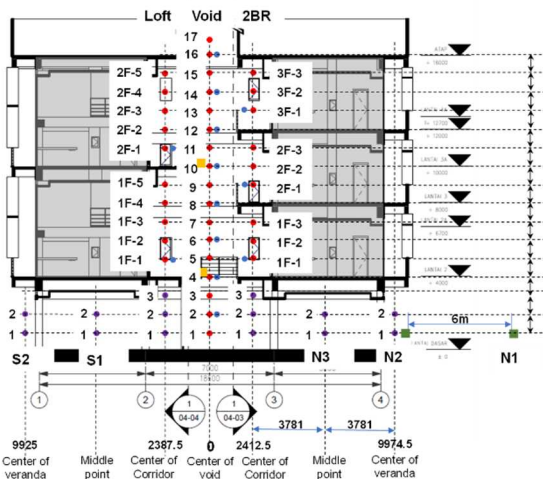 Loft Void 2BR
17
16
2F-5 15 3F-3
2F-4 14 3F-2
2F-3 13 3F-1
2F-2 12
2F-1 11 2F-3
10 2F-2
1F-5 9 2F-1
1F-4 8
1F-3 7 1F-3
1F-2 6 1F-2
1F-1 5 1F-1
4
3 3 3
2 2 2 2 2 2 2
1 1 1 1 1 1 1
6m
S2 S1 N3 N2 N1
7000
1 2 3 4
1 1
04-04 04-03
3781 3781
9925 2387.5 0 2412.5 9974.5
Center of veranda
Middle point
Center of Corridor
Center of void
Center of Corridor
Middle point
Center of veranda